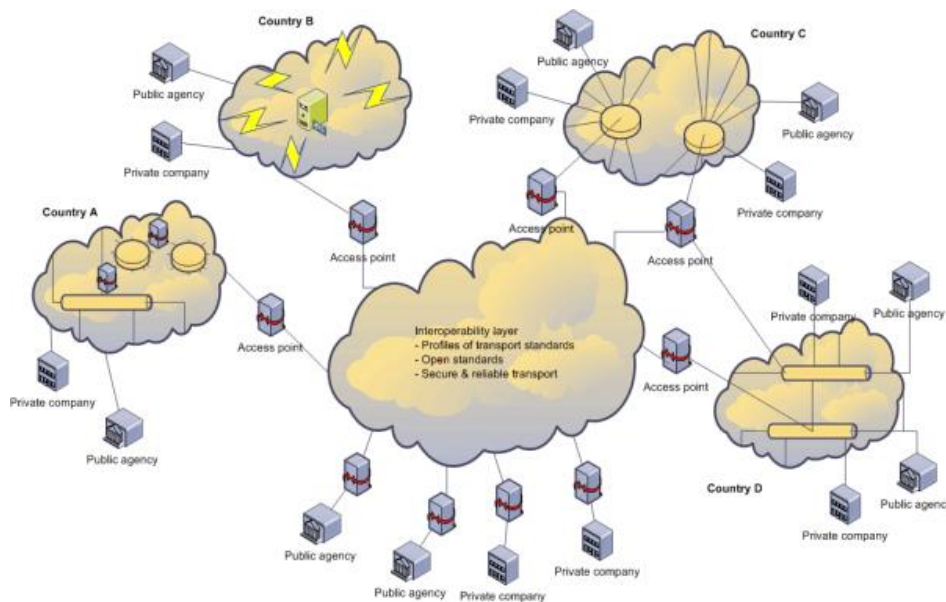 Country B
Country C
Public agency
Private company
Public agency
Private company
Private company
Country A
Access point
Access point
Access point
Access point
Private company
Public agency
Interoperability layer
- Profiles of transport standards
- Open standards
- Secure & reliable transport
Access point
Private company
Public agency
Public agency
Country D
Public agenc
Private company
Public agency
Public agency
Private company
Private company
Public agency